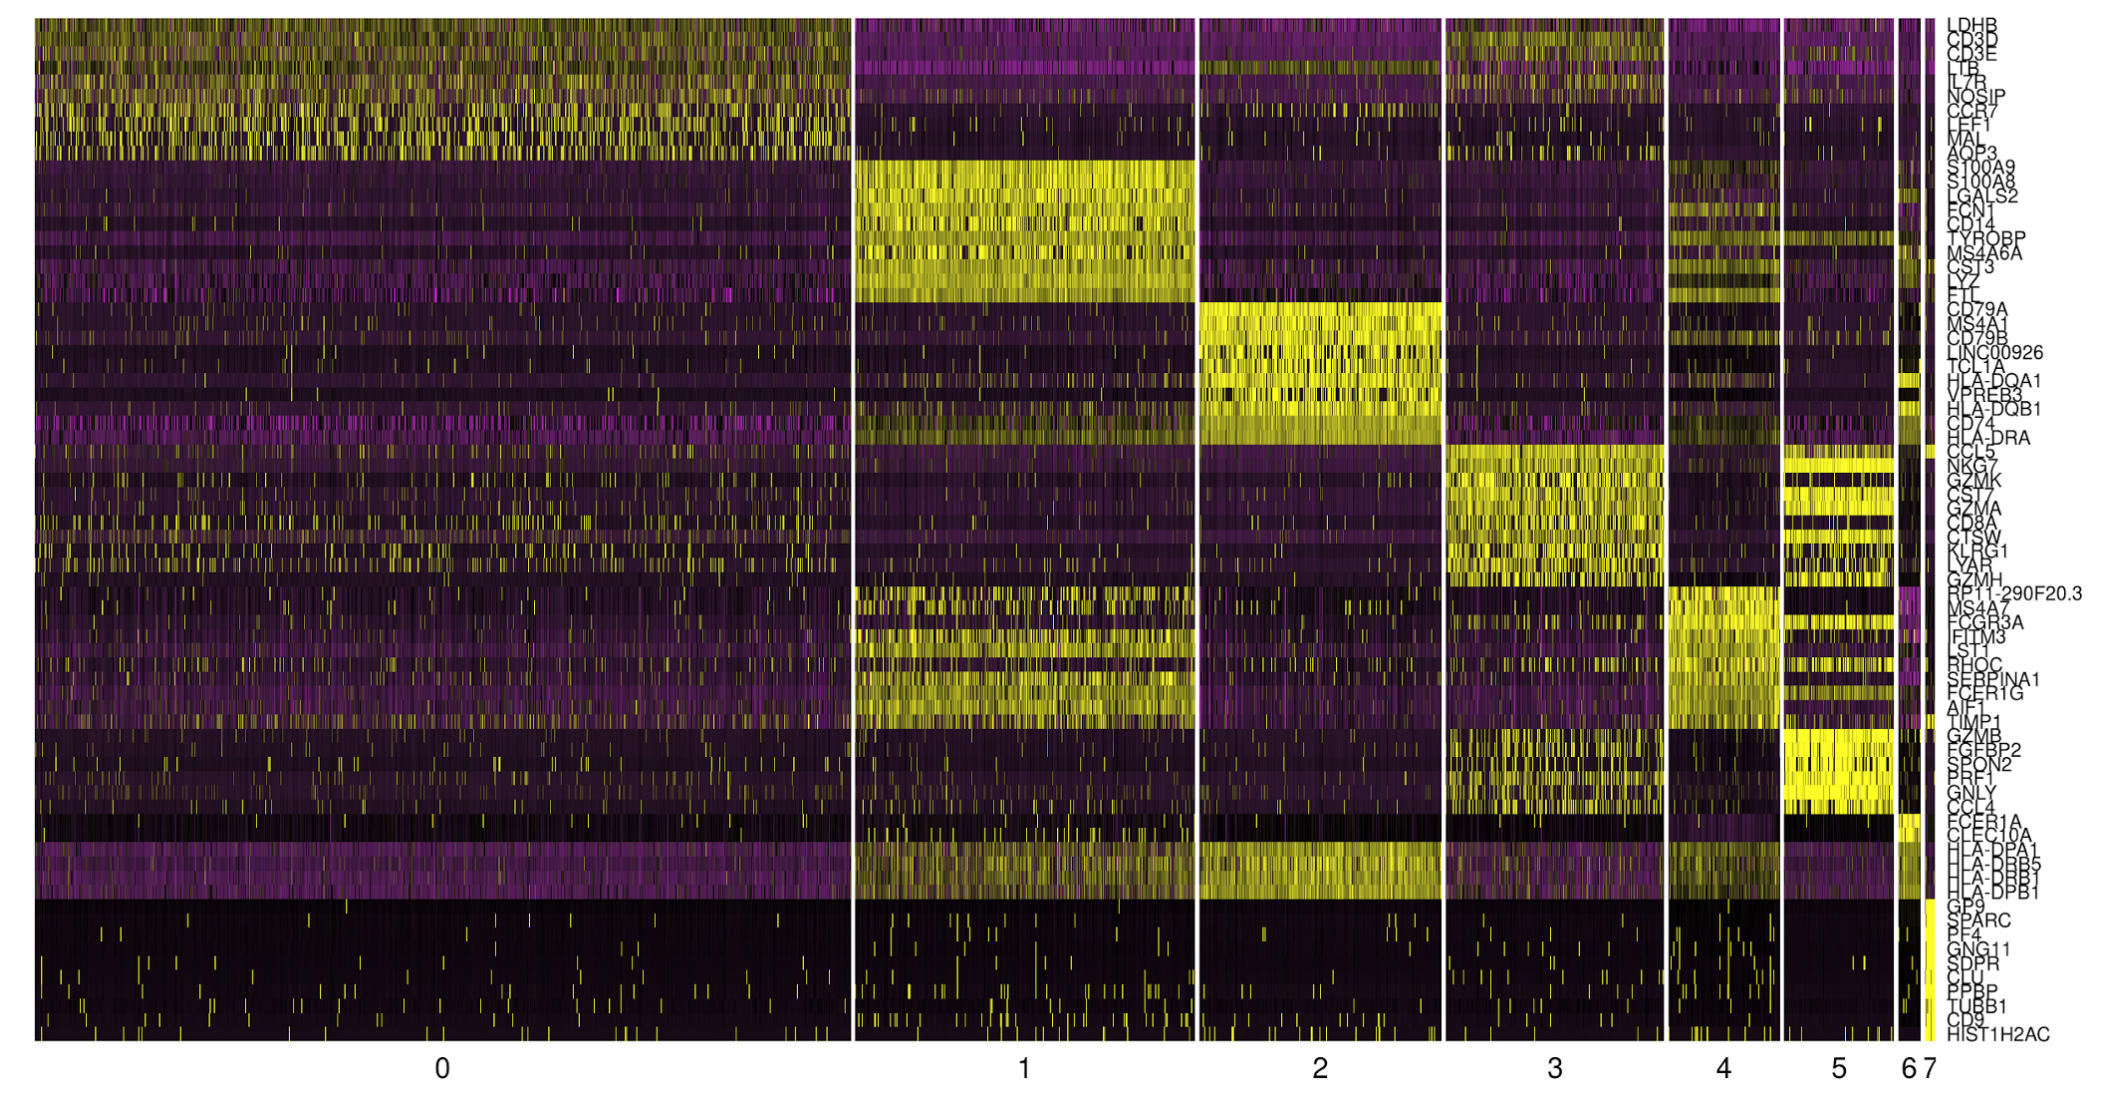 LDHB
CD3D
CD3E
LTB
IL7R
NOSIP
CCR7
LEF1
MAL
AQP3
S100A9
S100A8
LGALS2
FCN1
CD14
TYROBP
MS4A6A
CST3
LYZ
FTL
CD79A
MS4A1
CD79B
LINC00926
TCL1A
HLA-DQA1
VPREB3
HLA-DQB1
CD74
HLA-DRA
CCL5
NKG7
GZMK
CST7
GZMA
CD8A
CTSW
KLRG1
LYAR
GZMH
RP11-290F20.3
MS4A7
FCGR3A
IFITM3
LST1
RHOC
SERPINA1
FCER1G
AIF1
TIMP1
GZMB
FGFBP2
SPON2
PRF1
GNLY
CCL4
FCER1A
CLEC10A
HLA-DPA1
HLA-DRB5
HLA-DRB1
HLA-DPB1
GP9
SPARC
PF4
GNG11
SDPR
CLU
PPBP
TUBB1
CD9
HIST1H2AC
0 1 2 3 4 5 6 7